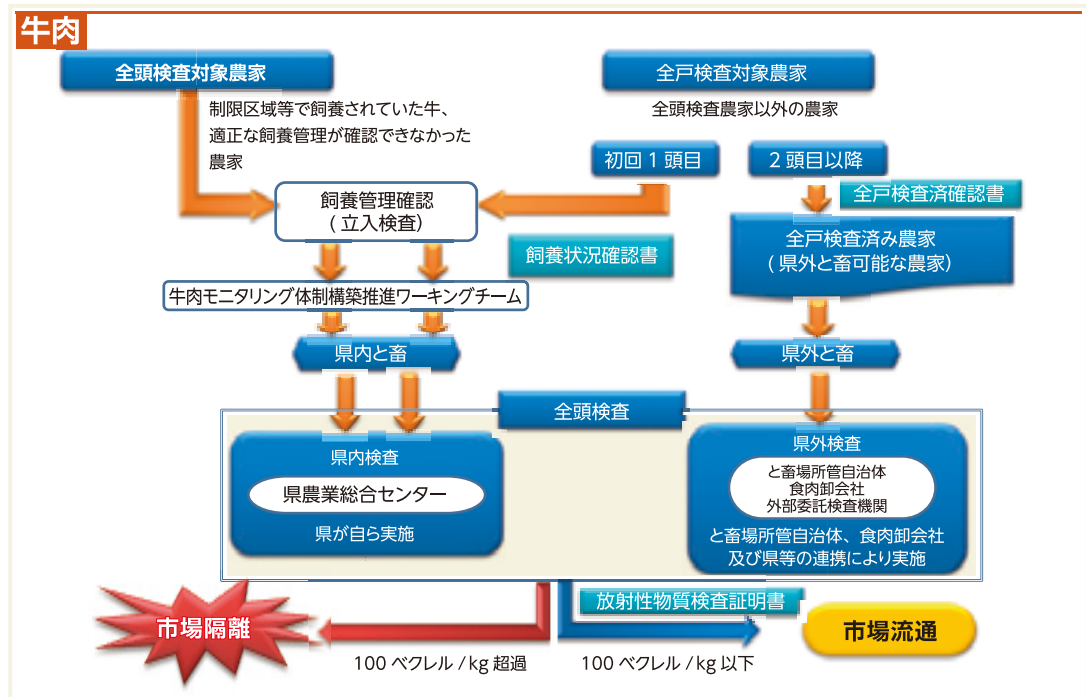 牛肉
全頭検査対象農家
制限区域等で飼養されていた牛、
適正な飼養管理が確認できなかった
農家
全戸検査対象農家
全頭検査農家以外の農家
初回1頭目
2頭目以降
全戸検査済確認書
飼養管理確認
(立入検査)
飼養状況確認書
全戸検査済み農家
(県外と畜可能な農家)
牛肉モニタリング体制構築推進ワーキングチーム
県内と畜
県外と畜
全頭検査
県内検査
県農業総合センター
県が自ら実施
県外検査
と畜場所管自治体
食肉卸会社
外部委託検査機関
と畜場所管自治体、食肉卸会社
及び県等の連携により実施
放射性物質検査証明書
市場隔離
市場流通
100ベクレル/kg超過
100ベクレル/kg以下